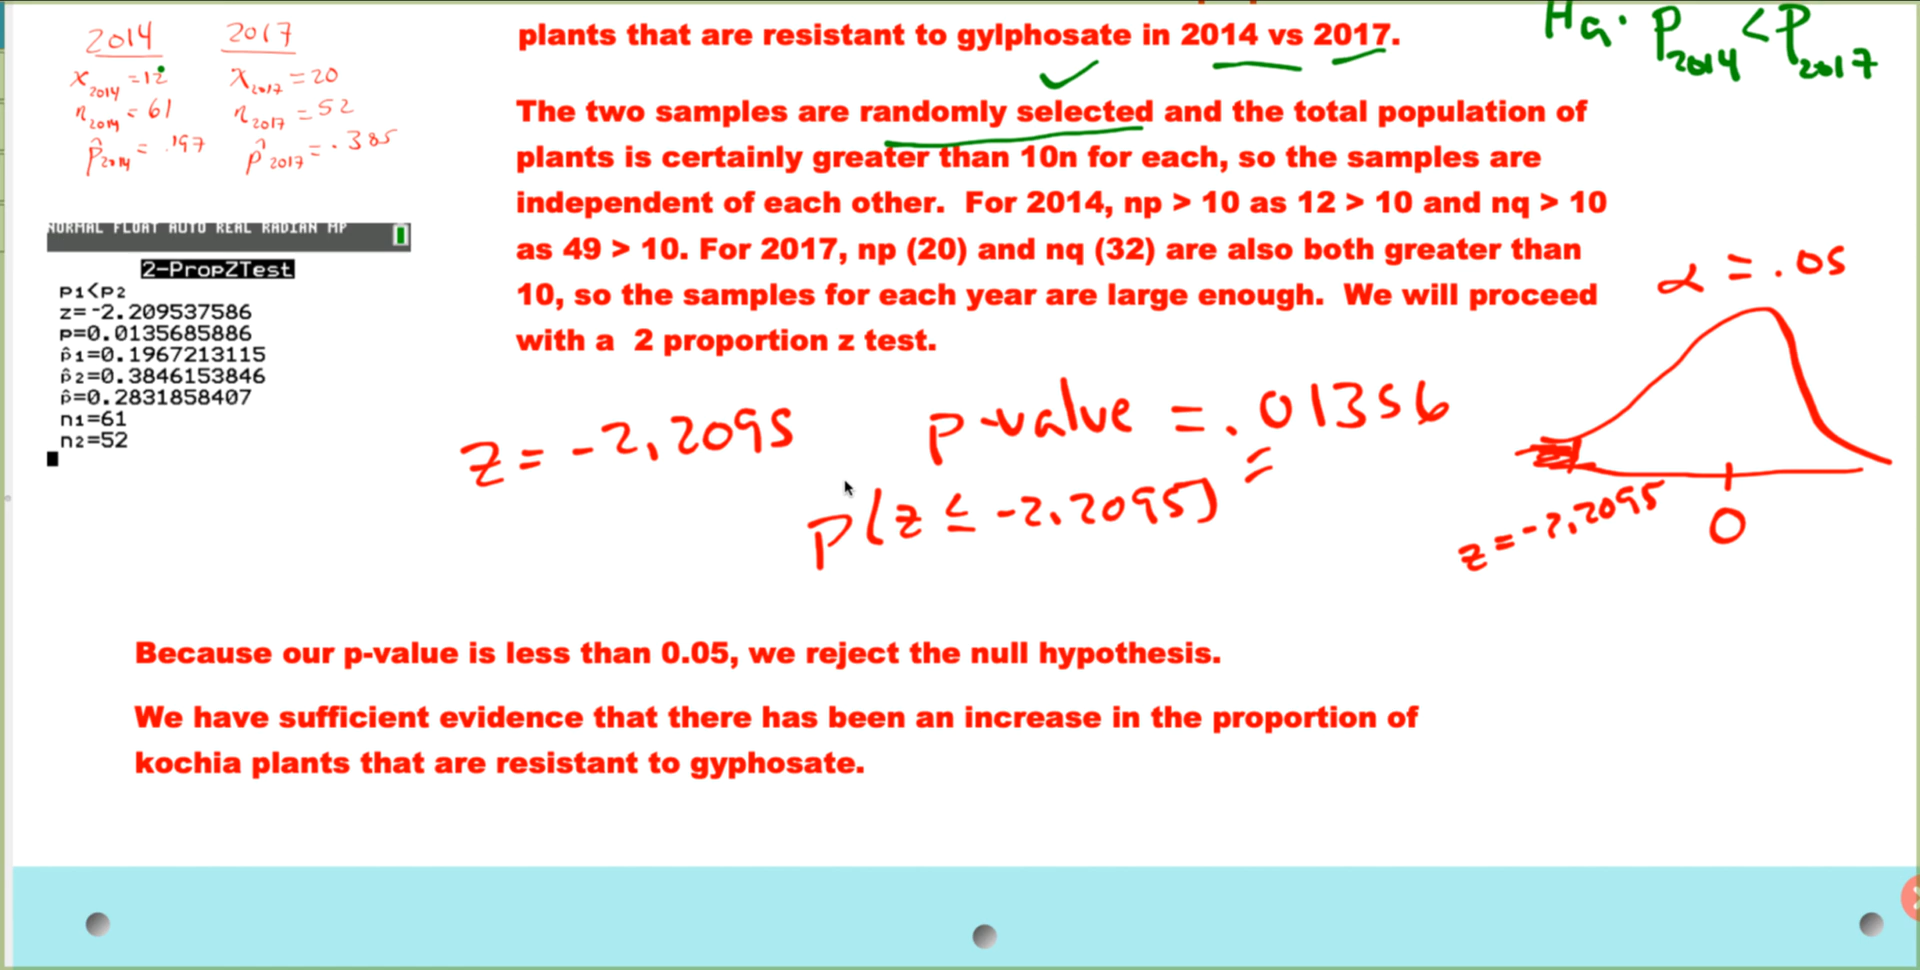 2014 2017
x2014 = 12 x2017 = 20
n2014 = 61 n2017 = 52
p̂2014 = .197 p̂2017 = .385
plants that are resistant to gylphosate in 2014 vs 2017.
Ha: P2014 < P2017
The two samples are randomly selected and the total population of
plants is certainly greater than 10n for each, so the samples are
independent of each other. For 2014, np > 10 as 12 > 10 and nq > 10
as 49 > 10. For 2017, np (20) and nq (32) are also both greater than
10, so the samples for each year are large enough. We will proceed
with a 2 proportion z test.
NORMAL FLOAT AUTO REAL RADIAN MP
2-PropZTest
p1<p2
z=-2.209537586
p=0.0135685886
p̂1=0.1967213115
p̂2=0.3846153846
p̂=0.2831858407
n1=61
n2=52
z = -2.2095
p-value = .01356
P(z ≤ -2.2095) =
α = .05
z = -2.2095
0
Because our p-value is less than 0.05, we reject the null hypothesis.
We have sufficient evidence that there has been an increase in the proportion of
kochia plants that are resistant to gyphosate.